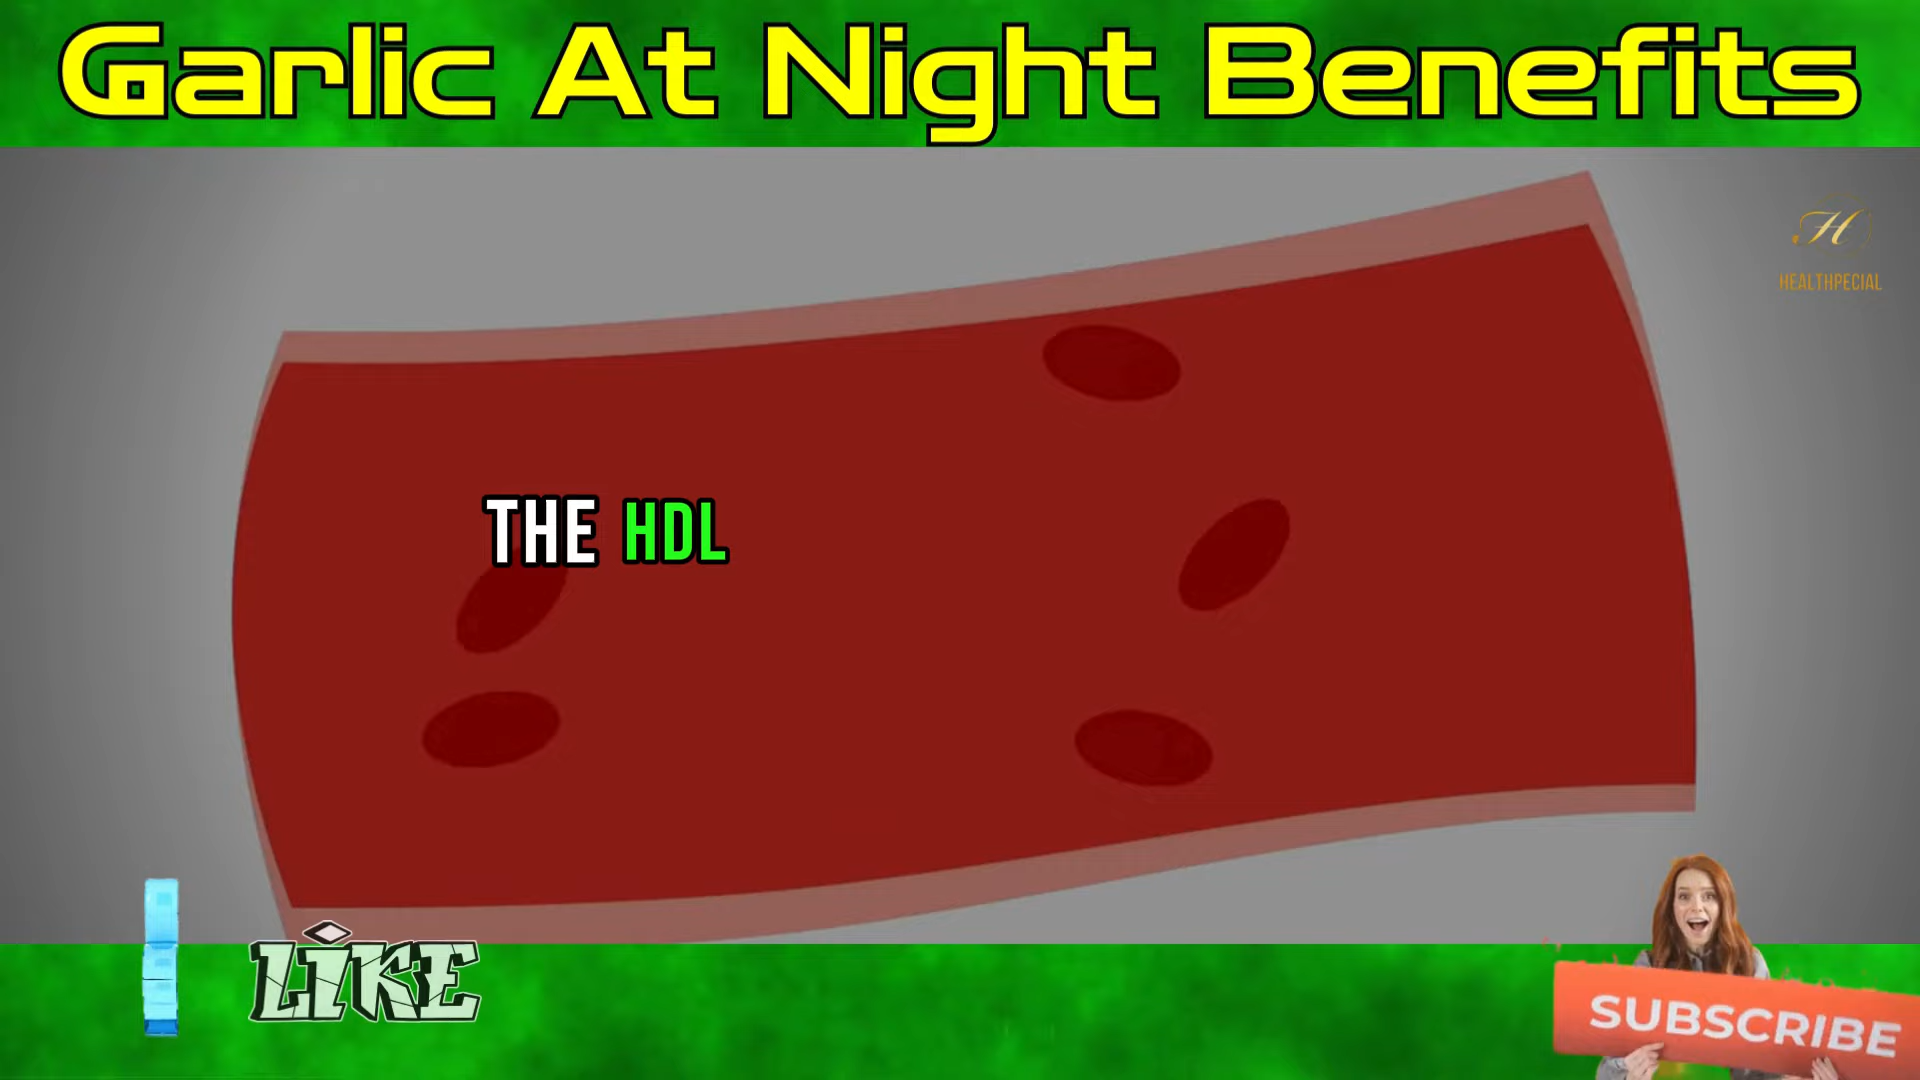 Garlic At Night Benefits
H
HEALTHPECIAL
THE HDL
LIKE
SUBSCRIBE